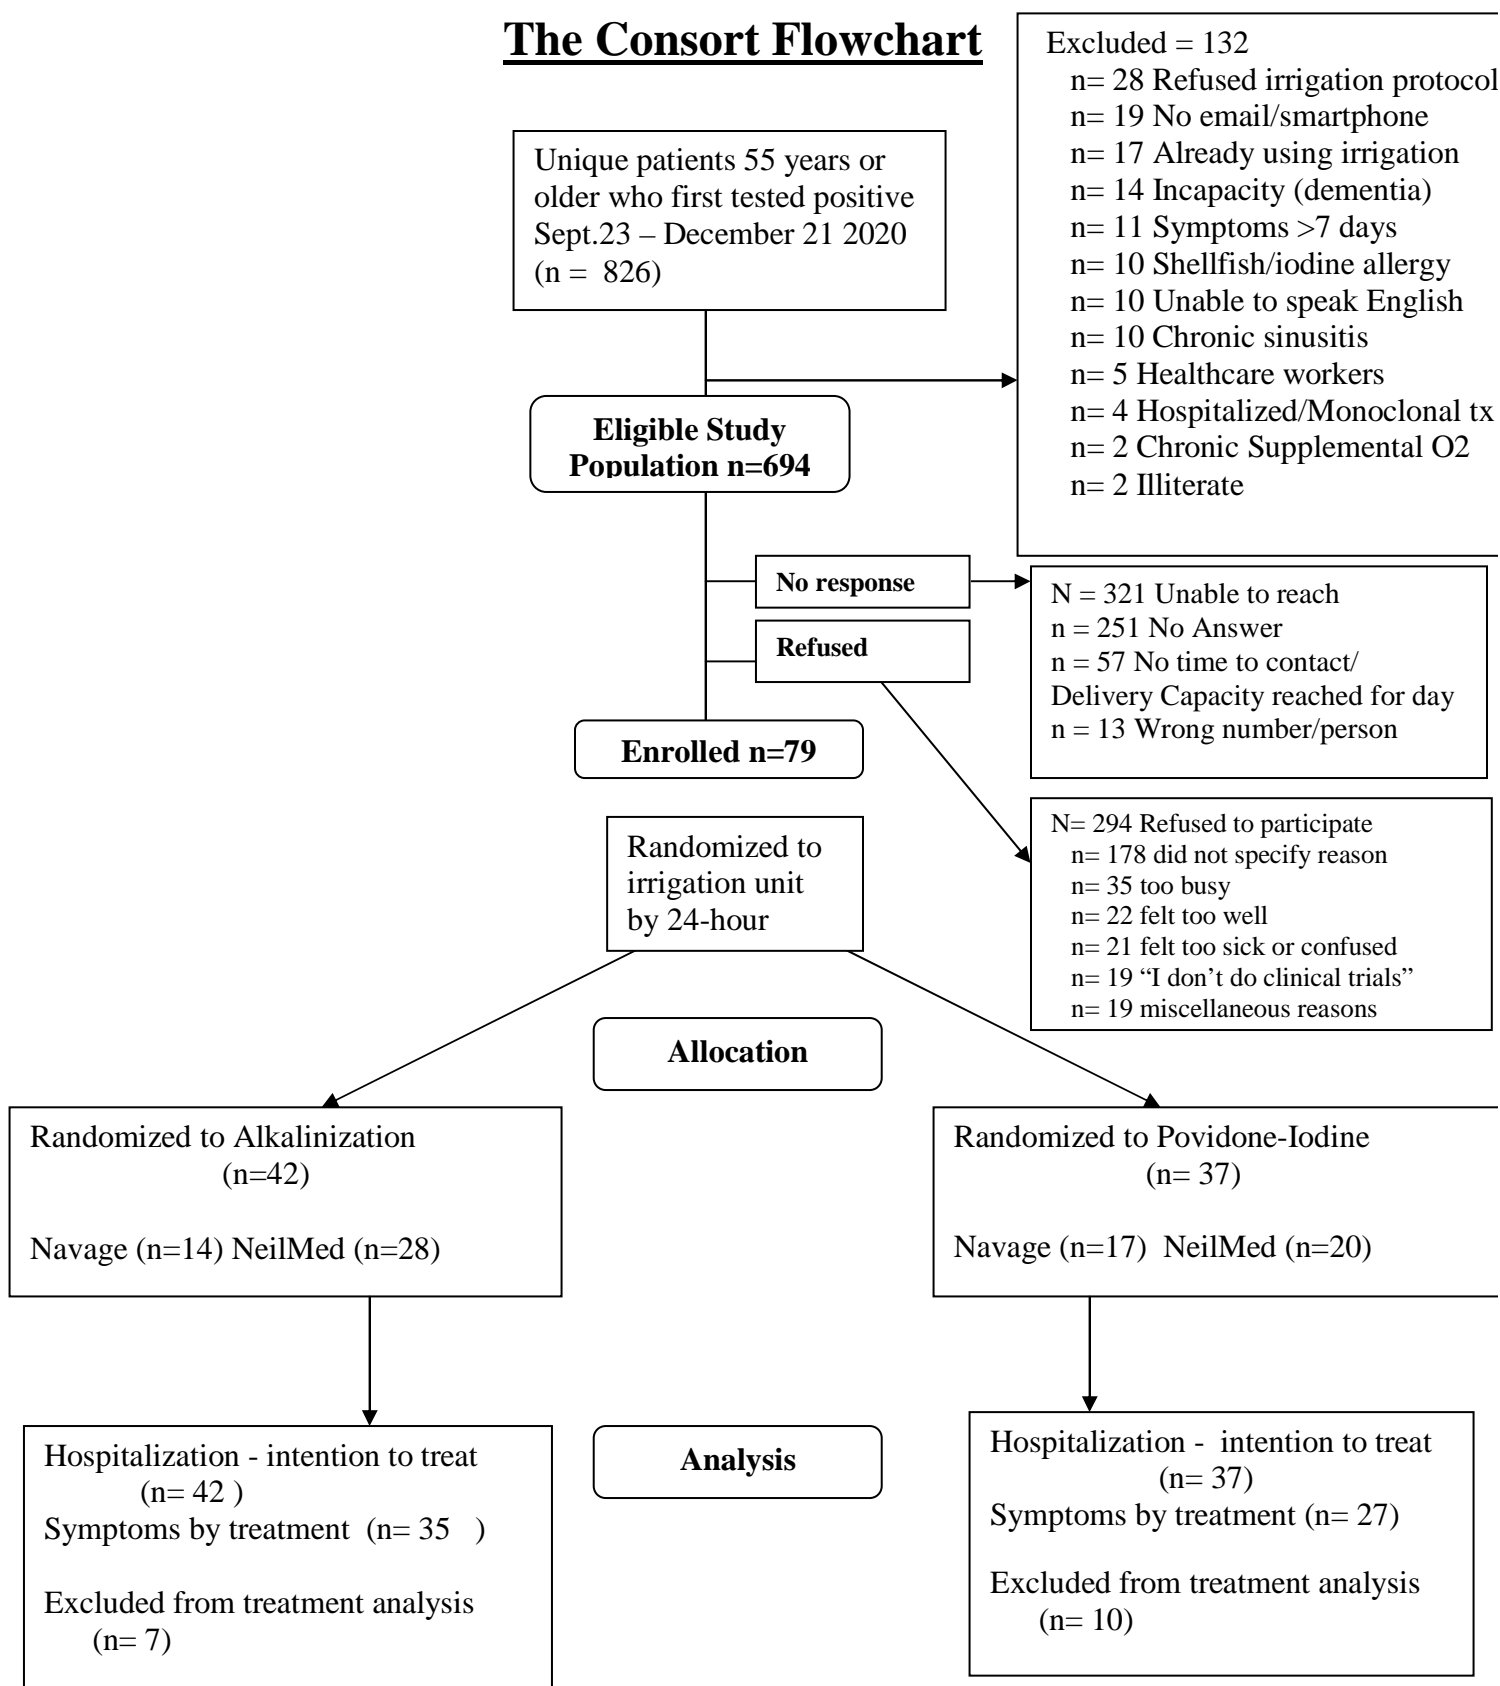 The Consort Flowchart
Excluded = 132
n= 28 Refused irrigation protocol
n= 19 No email/smartphone
n= 17 Already using irrigation
n= 14 Incapacity (dementia)
n= 11 Symptoms >7 days
n= 10 Shellfish/iodine allergy
n= 10 Unable to speak English
n= 10 Chronic sinusitis
n= 5 Healthcare workers
n= 4 Hospitalized/Monoclonal tx
n= 2 Chronic Supplemental O2
n= 2 Illiterate
Unique patients 55 years or
older who first tested positive
Sept.23 – December 21 2020
(n = 826)
Eligible Study
Population n=694
No response
N = 321 Unable to reach
n = 251 No Answer
n = 57 No time to contact/
Delivery Capacity reached for day
n = 13 Wrong number/person
Refused
N= 294 Refused to participate
n= 178 did not specify reason
n= 35 too busy
n= 22 felt too well
n= 21 felt too sick or confused
n= 19 “I don’t do clinical trials”
n= 19 miscellaneous reasons
Enrolled n=79
Randomized to
irrigation unit
by 24-hour
Allocation
Randomized to Alkalinization
(n=42)
Navage (n=14) NeilMed (n=28)
Randomized to Povidone-Iodine
(n= 37)
Navage (n=17) NeilMed (n=20)
Analysis
Hospitalization - intention to treat
(n= 42 )
Symptoms by treatment (n= 35 )
Excluded from treatment analysis
(n= 7)
Hospitalization - intention to treat
(n= 37)
Symptoms by treatment (n= 27)
Excluded from treatment analysis
(n= 10)